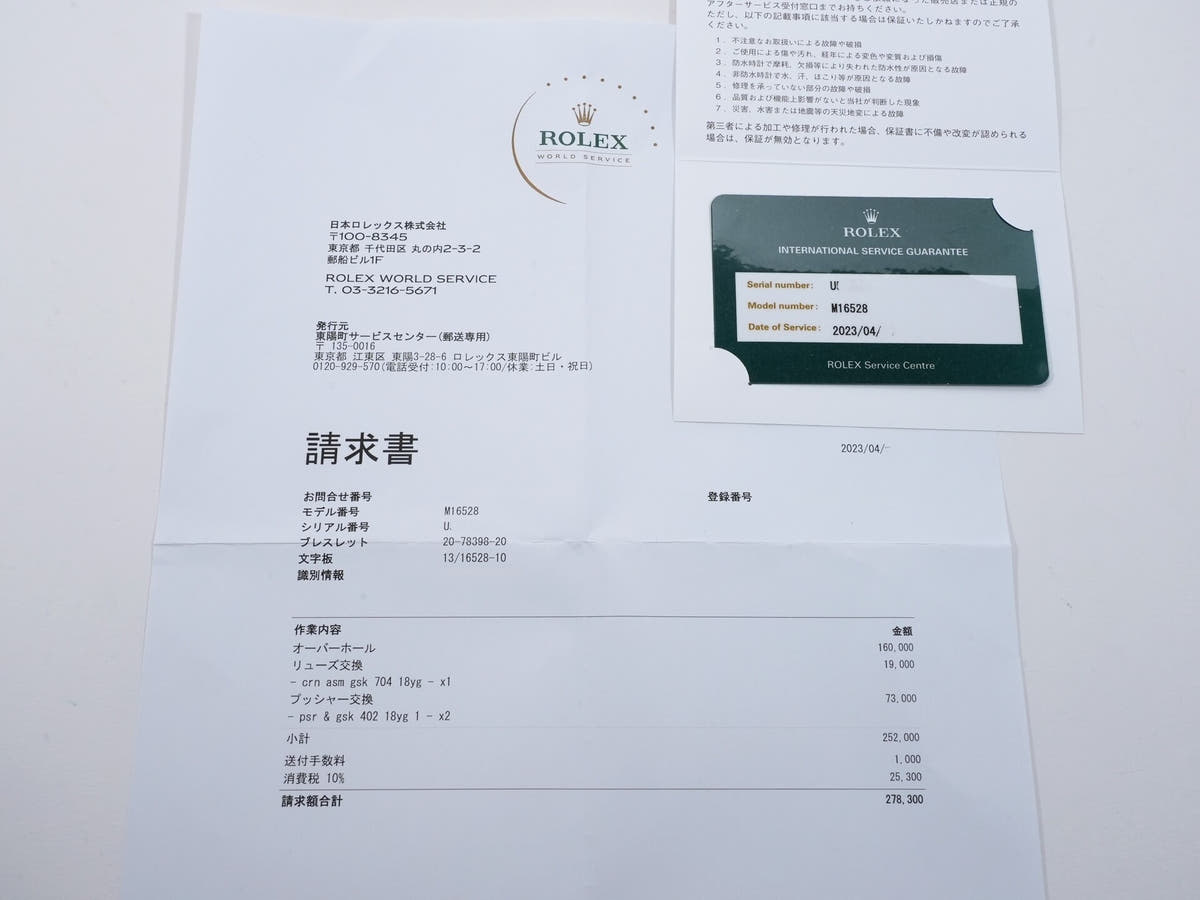 アフターサービス受付窓口までお持ちください。
ただし、以下の記載事項に該当する場合は保証いたしかねますのでご了承
ください。
1. 不注意なお取扱いによる故障や破損
2. ご使用による傷や汚れ、経年による変色や変質および損傷
3. 防水時計で摩耗、欠損等により失われた防水性が原因となる故障
4. 非防水時計で水、汗、ほこり等が原因となる故障
5. 修理を承っていない部分の故障や破損
6. 品質および機能上影響がないと当社が判断した現象
7. 災害、水害または地震等の天災地変による故障
第三者による加工や修理が行われた場合、保証書に不備や改変が認められる
場合は、保証が無効となります。
ROLEX
INTERNATIONAL SERVICE GUARANTEE
Serial number: U
Model number: M16528
Date of Service: 2023/04/
ROLEX Service Centre
ROLEX
WORLD SERVICE
日本ロレックス株式会社
〒100-8345
東京都 千代田区 丸の内2-3-2
郵船ビル1F
ROLEX WORLD SERVICE
T. 03-3216-5671
発行元
東陽町サービスセンター(郵送専用)
〒 135-0016
東京都 江東区 東陽3-28-6 ロレックス東陽町ビル
0120-929-570(電話受付:10:00~17:00/休業:土日・祝日)
請求書
2023/04/
お問合せ番号 登録番号
モデル番号 M16528
シリアル番号 U
ブレスレット 20-78398-20
文字板 13/16528-10
識別情報
作業内容 金額
オーバーホール 160,000
リューズ交換 19,000
- crn asm gsk 704 18yg - x1
プッシャー交換 73,000
- psr & gsk 402 18yg 1 - x2
小計 252,000
送付手数料 1,000
消費税 10% 25,300
請求額合計 278,300